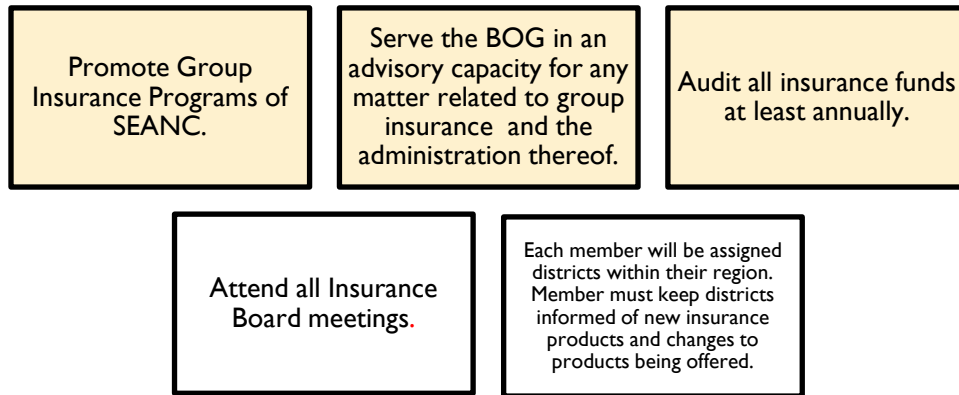 Promote Group
Insurance Programs of
SEANC.
Serve the BOG in an
advisory capacity for any
matter related to group
insurance and the
administration thereof.
Audit all insurance funds
at least annually.
Attend all Insurance
Board meetings.
Each member will be assigned
districts within their region.
Member must keep districts
informed of new insurance
products and changes to
products being offered.